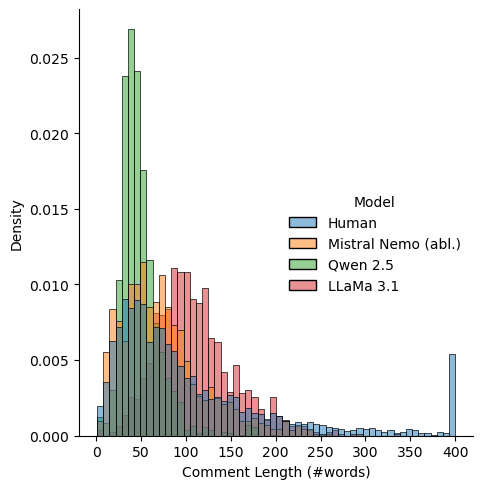 0.025
0.020
0.015
0.010
0.005
0.000
Density
Model
Human
Mistral Nemo (abl.)
Qwen 2.5
LLaMa 3.1
0 50 100 150 200 250 300 350 400
Comment Length (#words)